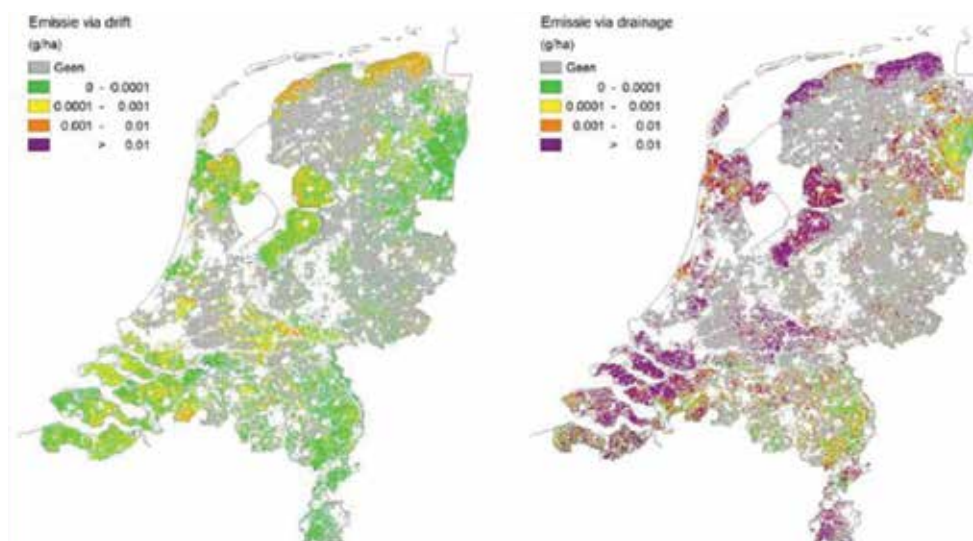 Emissie via drift
(g/ha)
Geen
0 - 0.0001
0.0001 - 0.001
0.001 - 0.01
> 0.01
Emissie via drainage
(g/ha)
Geen
0 - 0.0001
0.0001 - 0.001
0.001 - 0.01
> 0.01